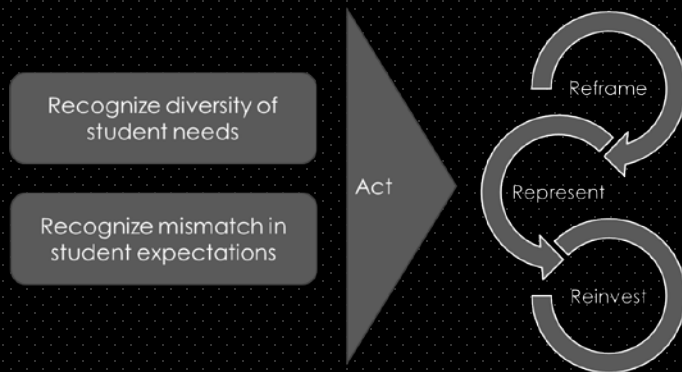 Recognize diversity of
student needs
Recognize mismatch in
student expectations
Act
Reframe
Represent
Reinvest